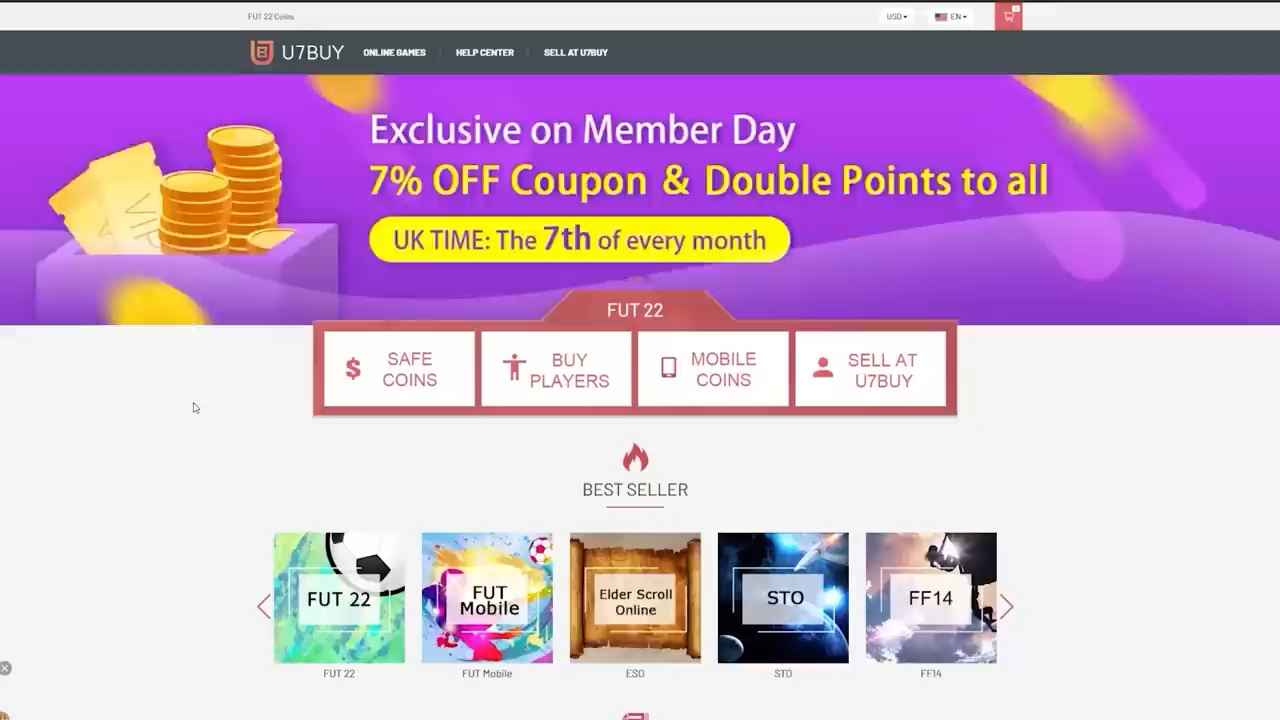 FUT 22 Coins
USD
EN
U7BUY
ONLINE GAMES
HELP CENTER
SELL AT U7BUY
Exclusive on Member Day
7% OFF Coupon & Double Points to all
UK TIME: The 7th of every month
FUT 22
SAFE
COINS
BUY
PLAYERS
MOBILE
COINS
SELL AT
U7BUY
BEST SELLER
FUT 22
FUT
Mobile
Elder Scroll
Online
STO
FF14
FUT 22
FUT Mobile
ESO
STO
FF14